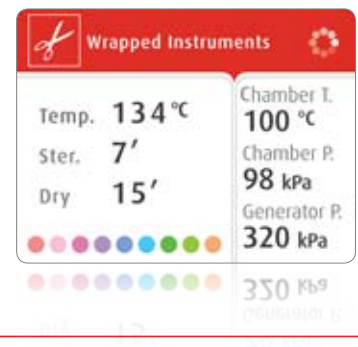 Wrapped Instruments
Temp. 134 °C
Ster. 7′
Dry 15′
Chamber T.
100 °C
Chamber P.
98 kPa
Generator P.
320 kPa